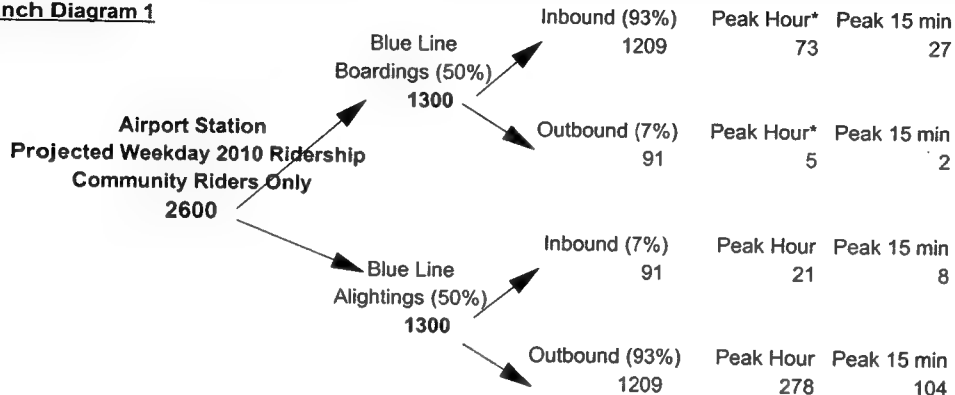 nch Diagram 1
Inbound (93%) Peak Hour* Peak 15 min
1209 73 27
Blue Line
Boardings (50%)
1300
Outbound (7%) Peak Hour* Peak 15 min
91 5 2
Airport Station
Projected Weekday 2010 Ridership
Community Riders Only
2600
Inbound (7%) Peak Hour Peak 15 min
91 21 8
Blue Line
Alightings (50%)
1300
Outbound (93%) Peak Hour Peak 15 min
1209 278 104